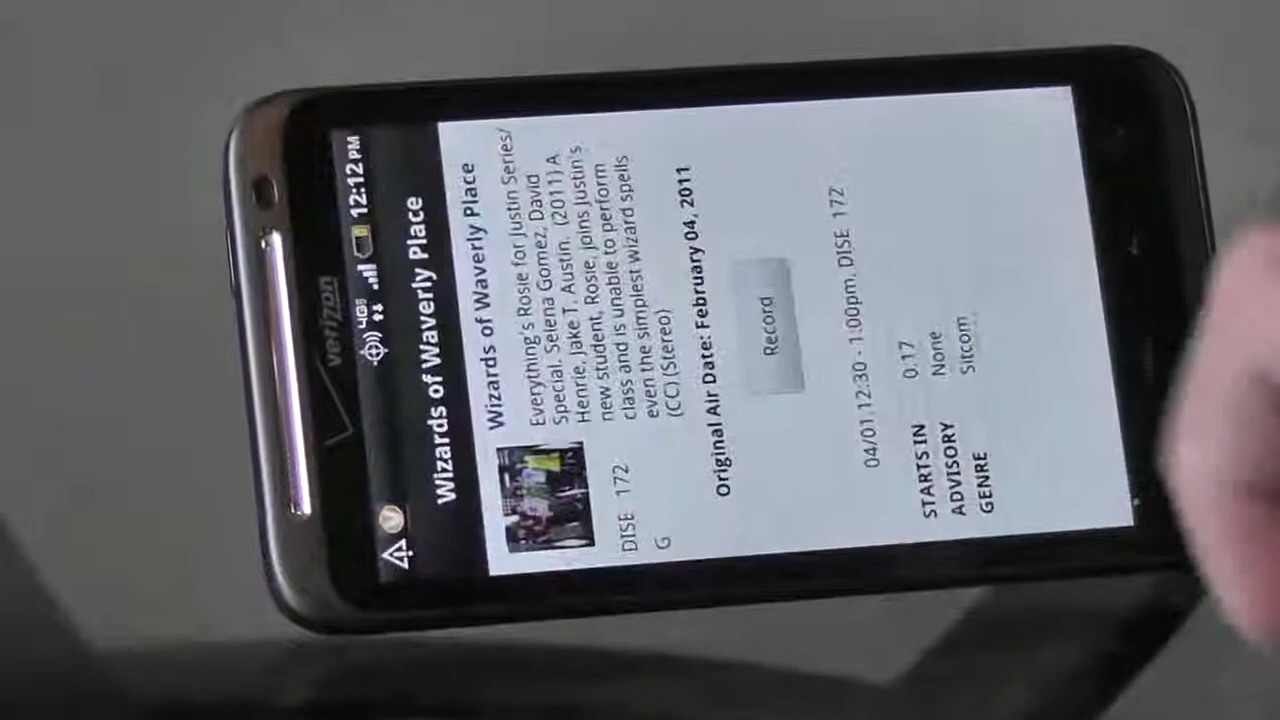 verizon
4G
12:12 PM
Wizards of Waverly Place
Wizards of Waverly Place
Everything's Rosie for Justin Series/
Special. Selena Gomez, David
Henrie, Jake T. Austin. (2011) A
new student, Rosie, joins Justin's
class and is unable to perform
even the simplest wizard spells
(CC) (Stereo)
DISE 172
G
Original Air Date: February 04, 2011
Record
04/01 12:30 - 1:00pm, DISE 172
STARTS IN 0:17
ADVISORY None
GENRE Sitcom